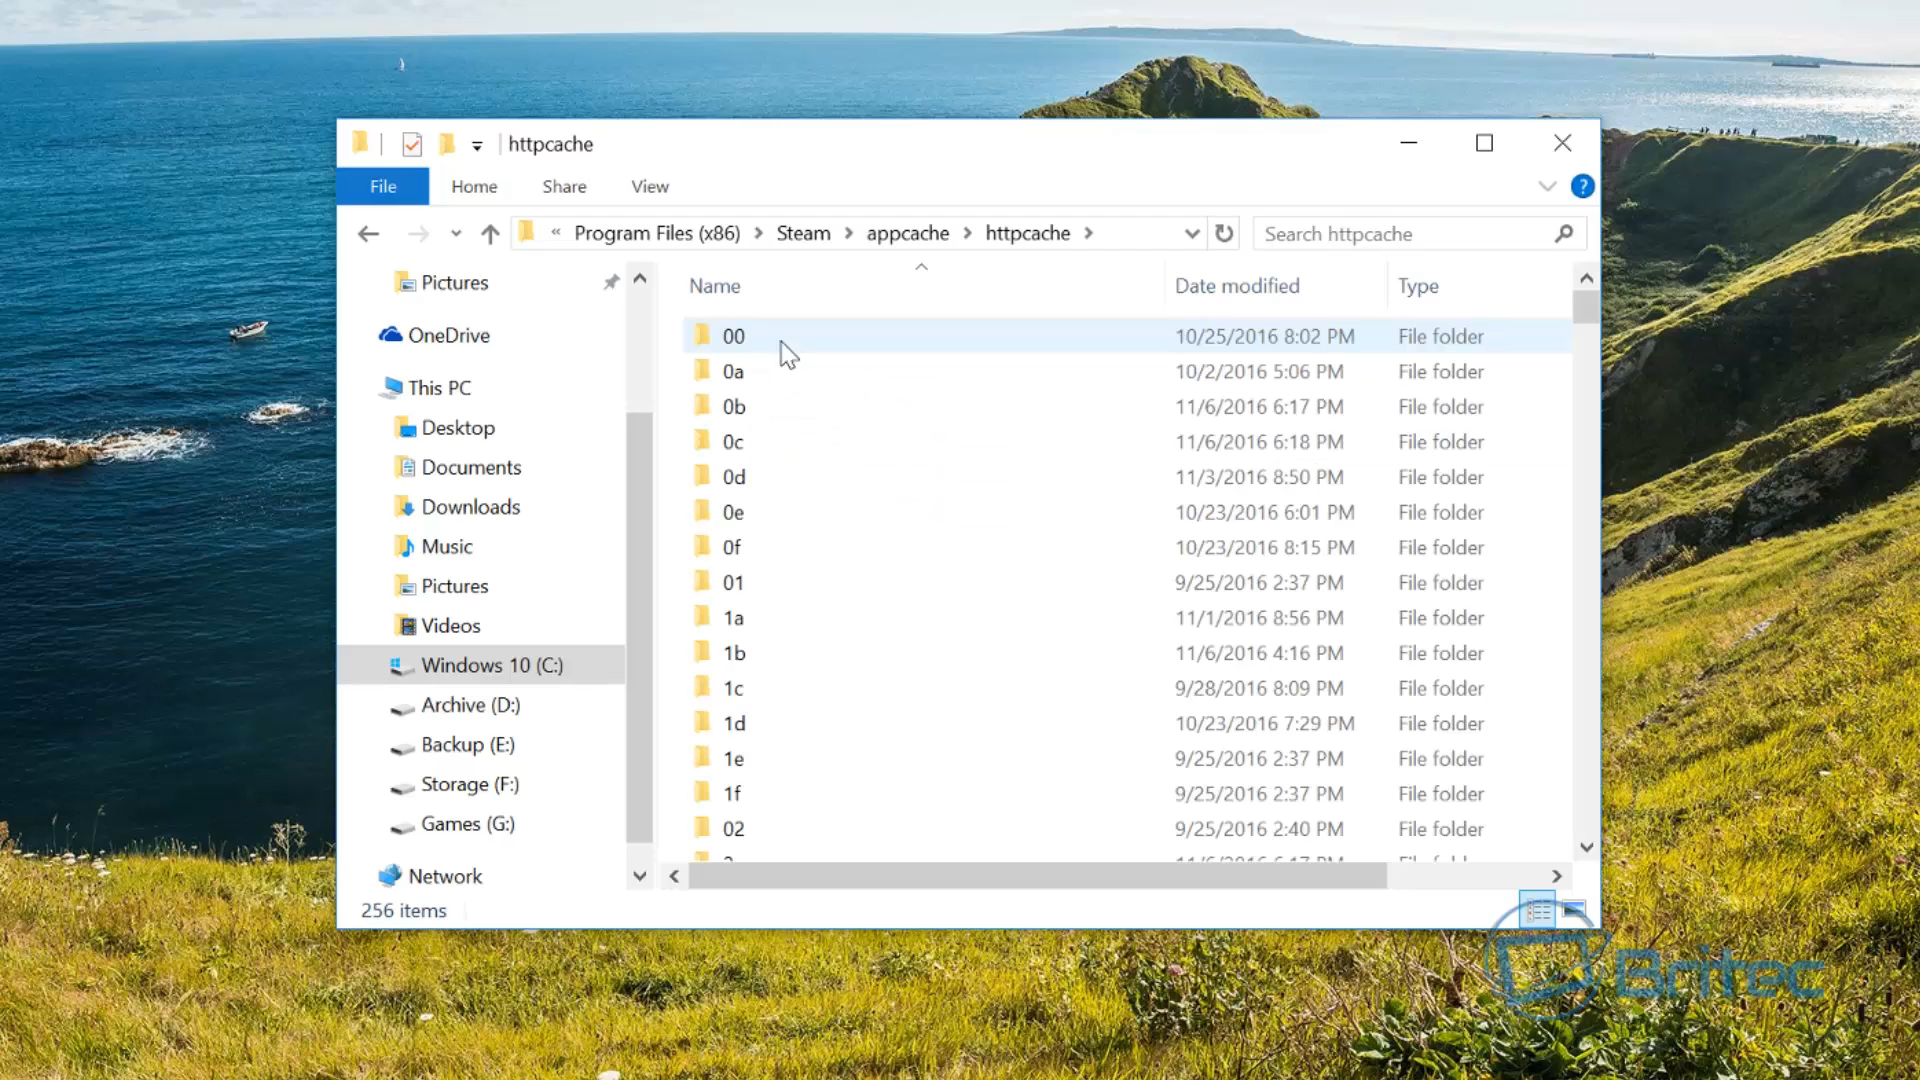 httpcache
File Home Share View
« Program Files (x86) Steam appcache httpcache
Search httpcache
Pictures
OneDrive
This PC
Desktop
Documents
Downloads
Music
Pictures
Videos
Windows 10 (C:)
Archive (D:)
Backup (E:)
Storage (F:)
Games (G:)
Network
Name Date modified Type
00 10/25/2016 8:02 PM File folder
0a 10/2/2016 5:06 PM File folder
0b 11/6/2016 6:17 PM File folder
0c 11/6/2016 6:18 PM File folder
0d 11/3/2016 8:50 PM File folder
0e 10/23/2016 6:01 PM File folder
0f 10/23/2016 8:15 PM File folder
01 9/25/2016 2:37 PM File folder
1a 11/1/2016 8:56 PM File folder
1b 11/6/2016 4:16 PM File folder
1c 9/28/2016 8:09 PM File folder
1d 10/23/2016 7:29 PM File folder
1e 9/25/2016 2:37 PM File folder
1f 9/25/2016 2:37 PM File folder
02 9/25/2016 2:40 PM File folder
256 items
Britec